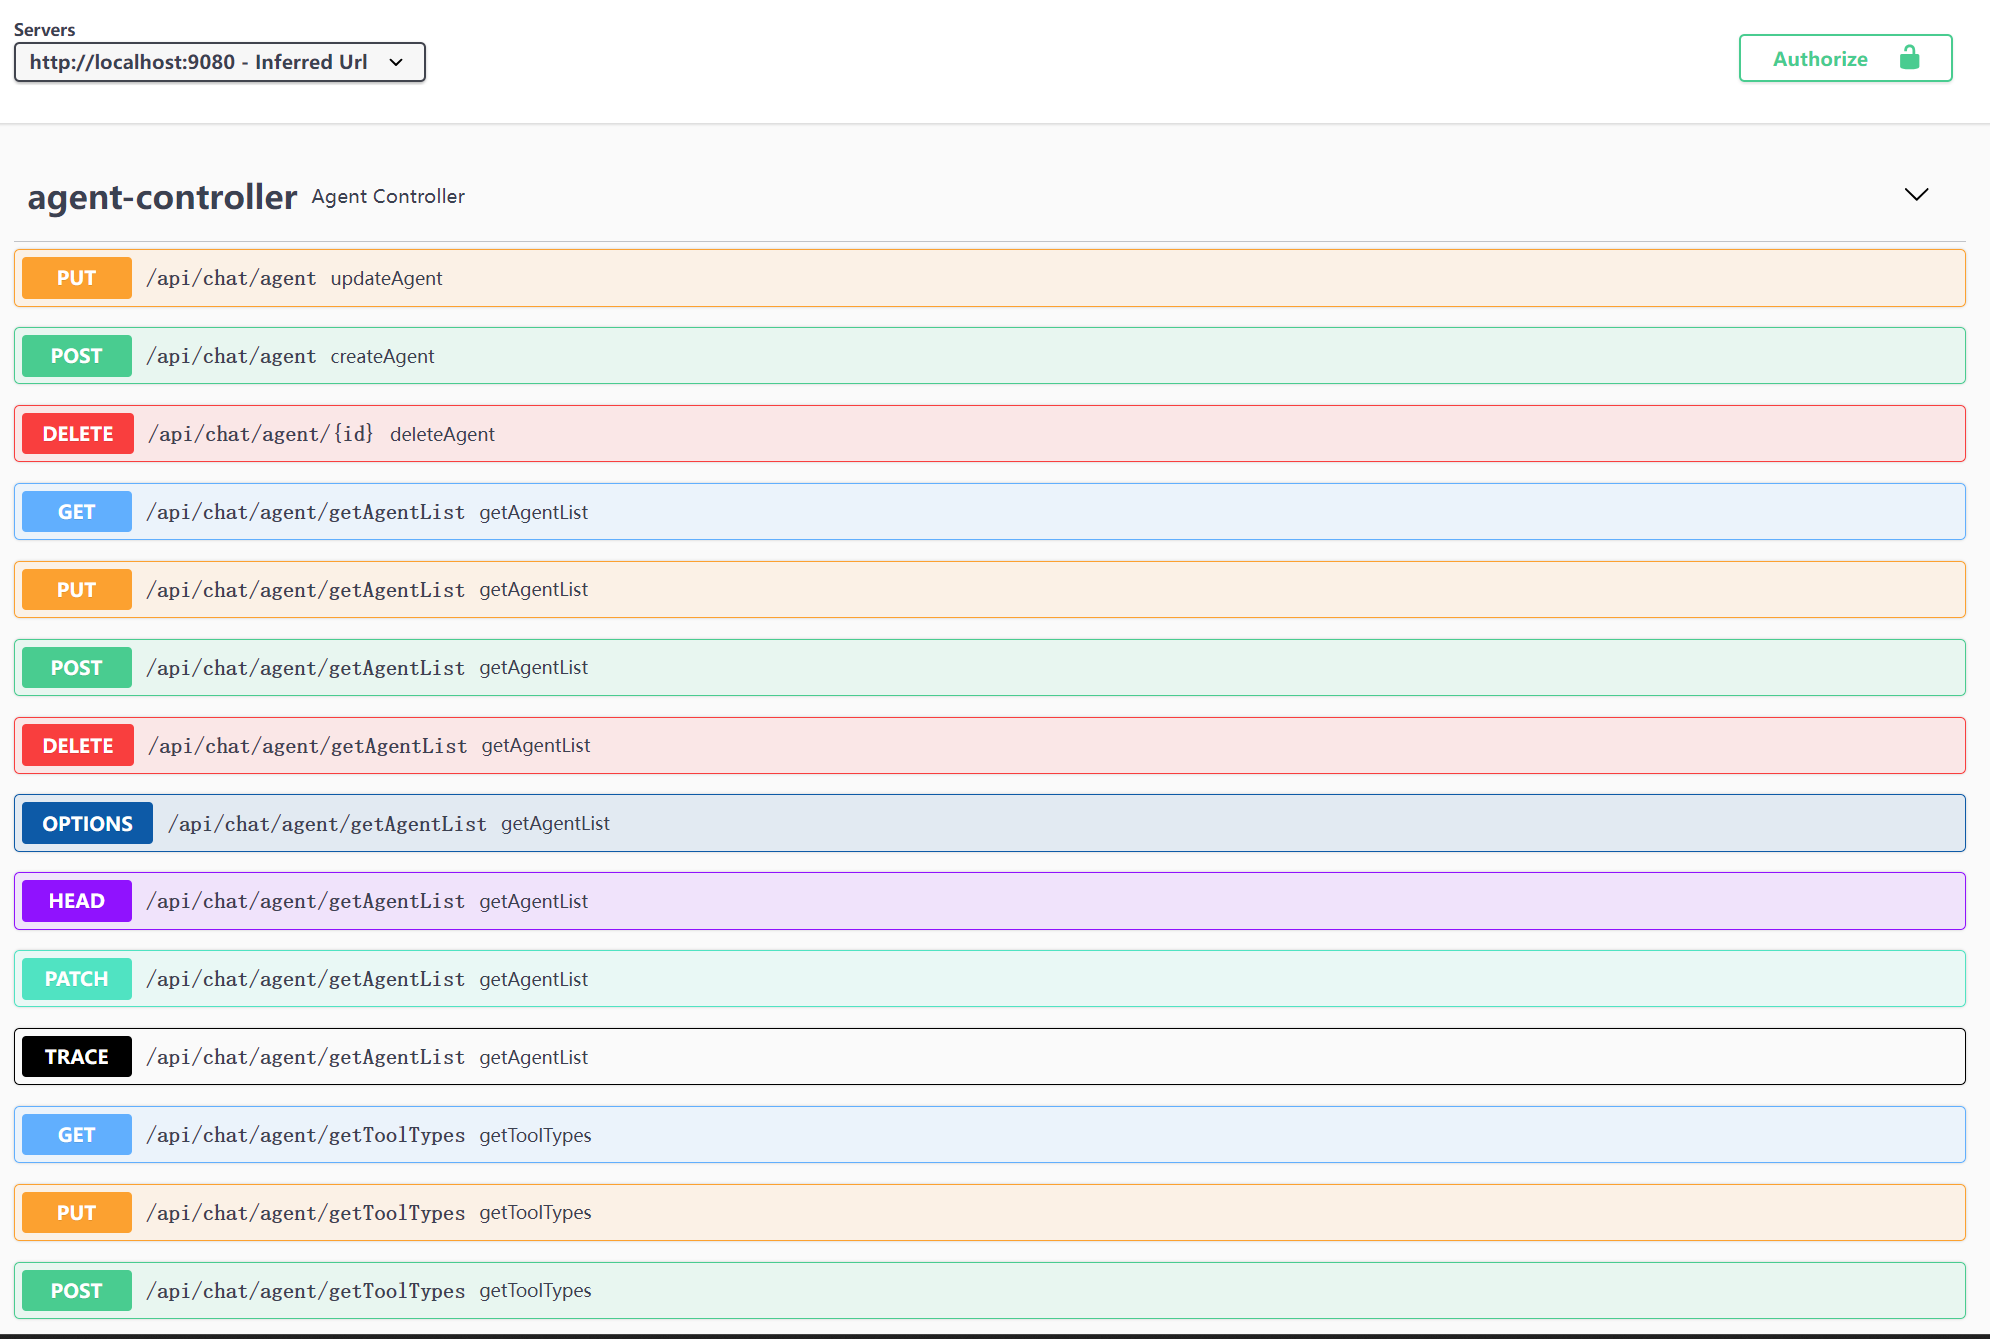 Servers
http://localhost:9080 - Inferred Url
Authorize
agent-controller Agent Controller
PUT /api/chat/agent updateAgent
POST /api/chat/agent createAgent
DELETE /api/chat/agent/{id} deleteAgent
GET /api/chat/agent/getAgentList getAgentList
PUT /api/chat/agent/getAgentList getAgentList
POST /api/chat/agent/getAgentList getAgentList
DELETE /api/chat/agent/getAgentList getAgentList
OPTIONS /api/chat/agent/getAgentList getAgentList
HEAD /api/chat/agent/getAgentList getAgentList
PATCH /api/chat/agent/getAgentList getAgentList
TRACE /api/chat/agent/getAgentList getAgentList
GET /api/chat/agent/getToolTypes getToolTypes
PUT /api/chat/agent/getToolTypes getToolTypes
POST /api/chat/agent/getToolTypes getToolTypes